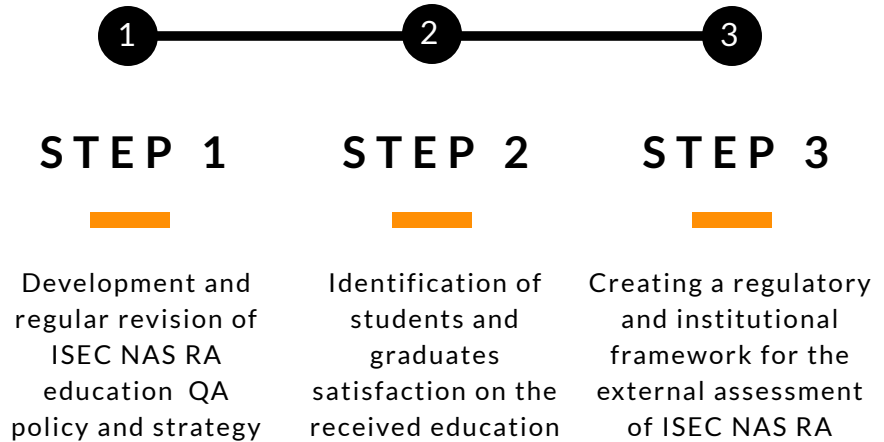 1
2
3
STEP 1
Development and
regular revision of
ISEC NAS RA
education QA
policy and strategy
STEP 2
Identification of
students and
graduates
satisfaction on the
received education
STEP 3
Creating a regulatory
and institutional
framework for the
external assessment
of ISEC NAS RA